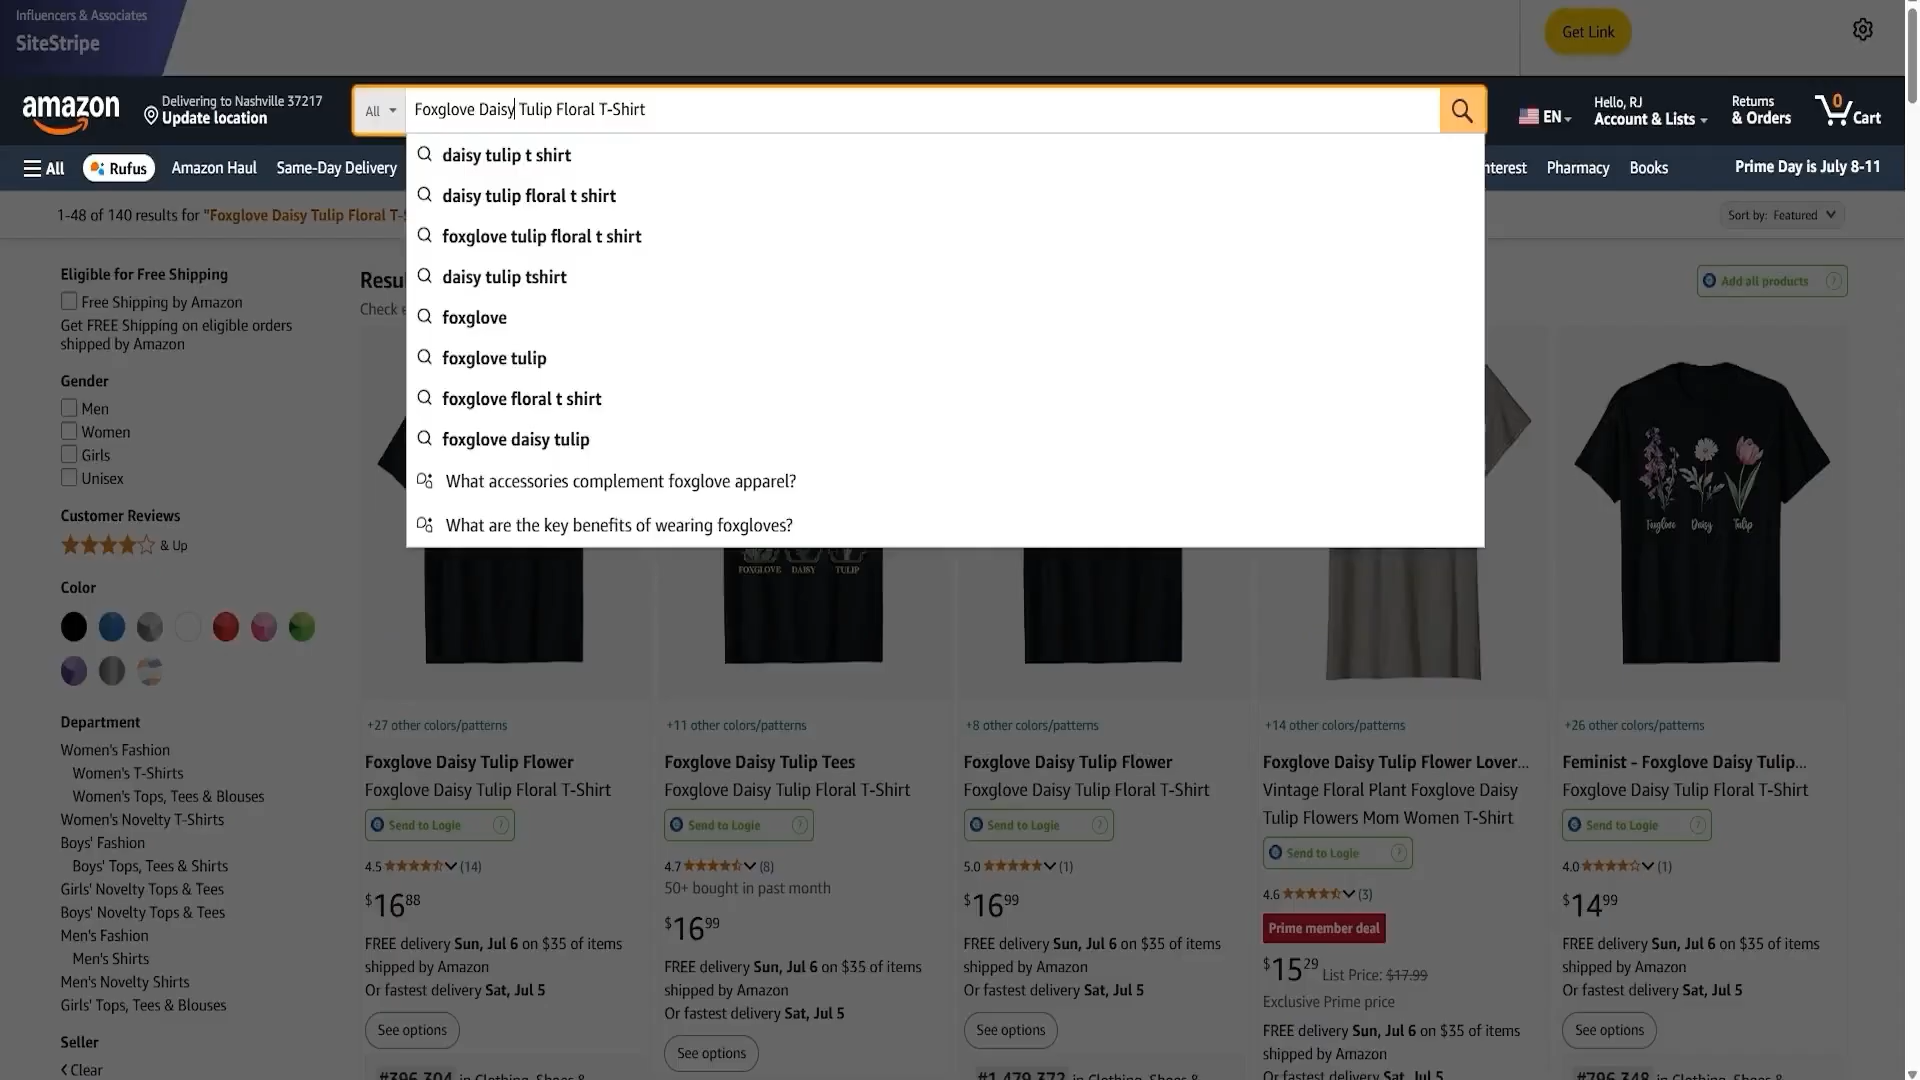 Influencers & Associates
SiteStripe
Get Link
amazon
Delivering to Nashville 37217
Update location
All
Foxglove Daisy Tulip Floral T-Shirt
EN
Hello, RJ
Account & Lists
Returns
& Orders
0
Cart
All
Rufus
Amazon Haul
Same-Day Delivery
Pharmacy
Books
Prime Day is July 8-11
daisy tulip t shirt
daisy tulip floral t shirt
foxglove tulip floral t shirt
daisy tulip tshirt
foxglove
foxglove tulip
foxglove floral t shirt
foxglove daisy tulip
What accessories complement foxglove apparel?
What are the key benefits of wearing foxgloves?
1-48 of 140 results for "Foxglove Daisy Tulip Floral T-
Sort by: Featured
Check
Add all products
?
Eligible for Free Shipping
Free Shipping by Amazon
Get FREE Shipping on eligible orders
shipped by Amazon
Gender
Men
Women
Girls
Unisex
Customer Reviews
& Up
Color
Department
Women's Fashion
Women's T-Shirts
Women's Tops, Tees & Blouses
Women's Novelty T-Shirts
Boys' Fashion
Boys' Tops, Tees & Shirts
Girls' Novelty Tops & Tees
Boys' Novelty Tops & Tees
Men's Fashion
Men's Shirts
Men's Novelty Shirts
Girls' Tops, Tees & Blouses
Seller
Clear
FOXGLOVE DAISY TULIP
Foxglove Daisy Tulip
+27 other colors/patterns
Foxglove Daisy Tulip Flower
Foxglove Daisy Tulip Floral T-Shirt
Send to Logie ?
4.5 (14)
$16 88
FREE delivery Sun, Jul 6 on $35 of items
shipped by Amazon
Or fastest delivery Sat, Jul 5
See options
#396,304 in Clothing, Shoes &
+11 other colors/patterns
Foxglove Daisy Tulip Tees
Foxglove Daisy Tulip Floral T-Shirt
Send to Logie ?
4.7 (8)
50+ bought in past month
$16 99
FREE delivery Sun, Jul 6 on $35 of items
shipped by Amazon
Or fastest delivery Sat, Jul 5
See options
+8 other colors/patterns
Foxglove Daisy Tulip Flower
Foxglove Daisy Tulip Floral T-Shirt
Send to Logie ?
5.0 (1)
$16 99
FREE delivery Sun, Jul 6 on $35 of items
shipped by Amazon
Or fastest delivery Sat, Jul 5
See options
#1,479,372 in Clothing, Shoes &
+14 other colors/patterns
Foxglove Daisy Tulip Flower Lover...
Vintage Floral Plant Foxglove Daisy
Tulip Flowers Mom Women T-Shirt
Send to Logie ?
4.6 (3)
Prime member deal
$15 29 List Price: $17.99
Exclusive Prime price
FREE delivery Sun, Jul 6 on $35 of items
shipped by Amazon
Or fastest delivery Sat, Jul 5
+26 other colors/patterns
Feminist - Foxglove Daisy Tulip...
Foxglove Daisy Tulip Floral T-Shirt
Send to Logie ?
4.0 (1)
$14 99
FREE delivery Sun, Jul 6 on $35 of items
shipped by Amazon
Or fastest delivery Sat, Jul 5
See options
#796,348 in Clothing, Shoes &